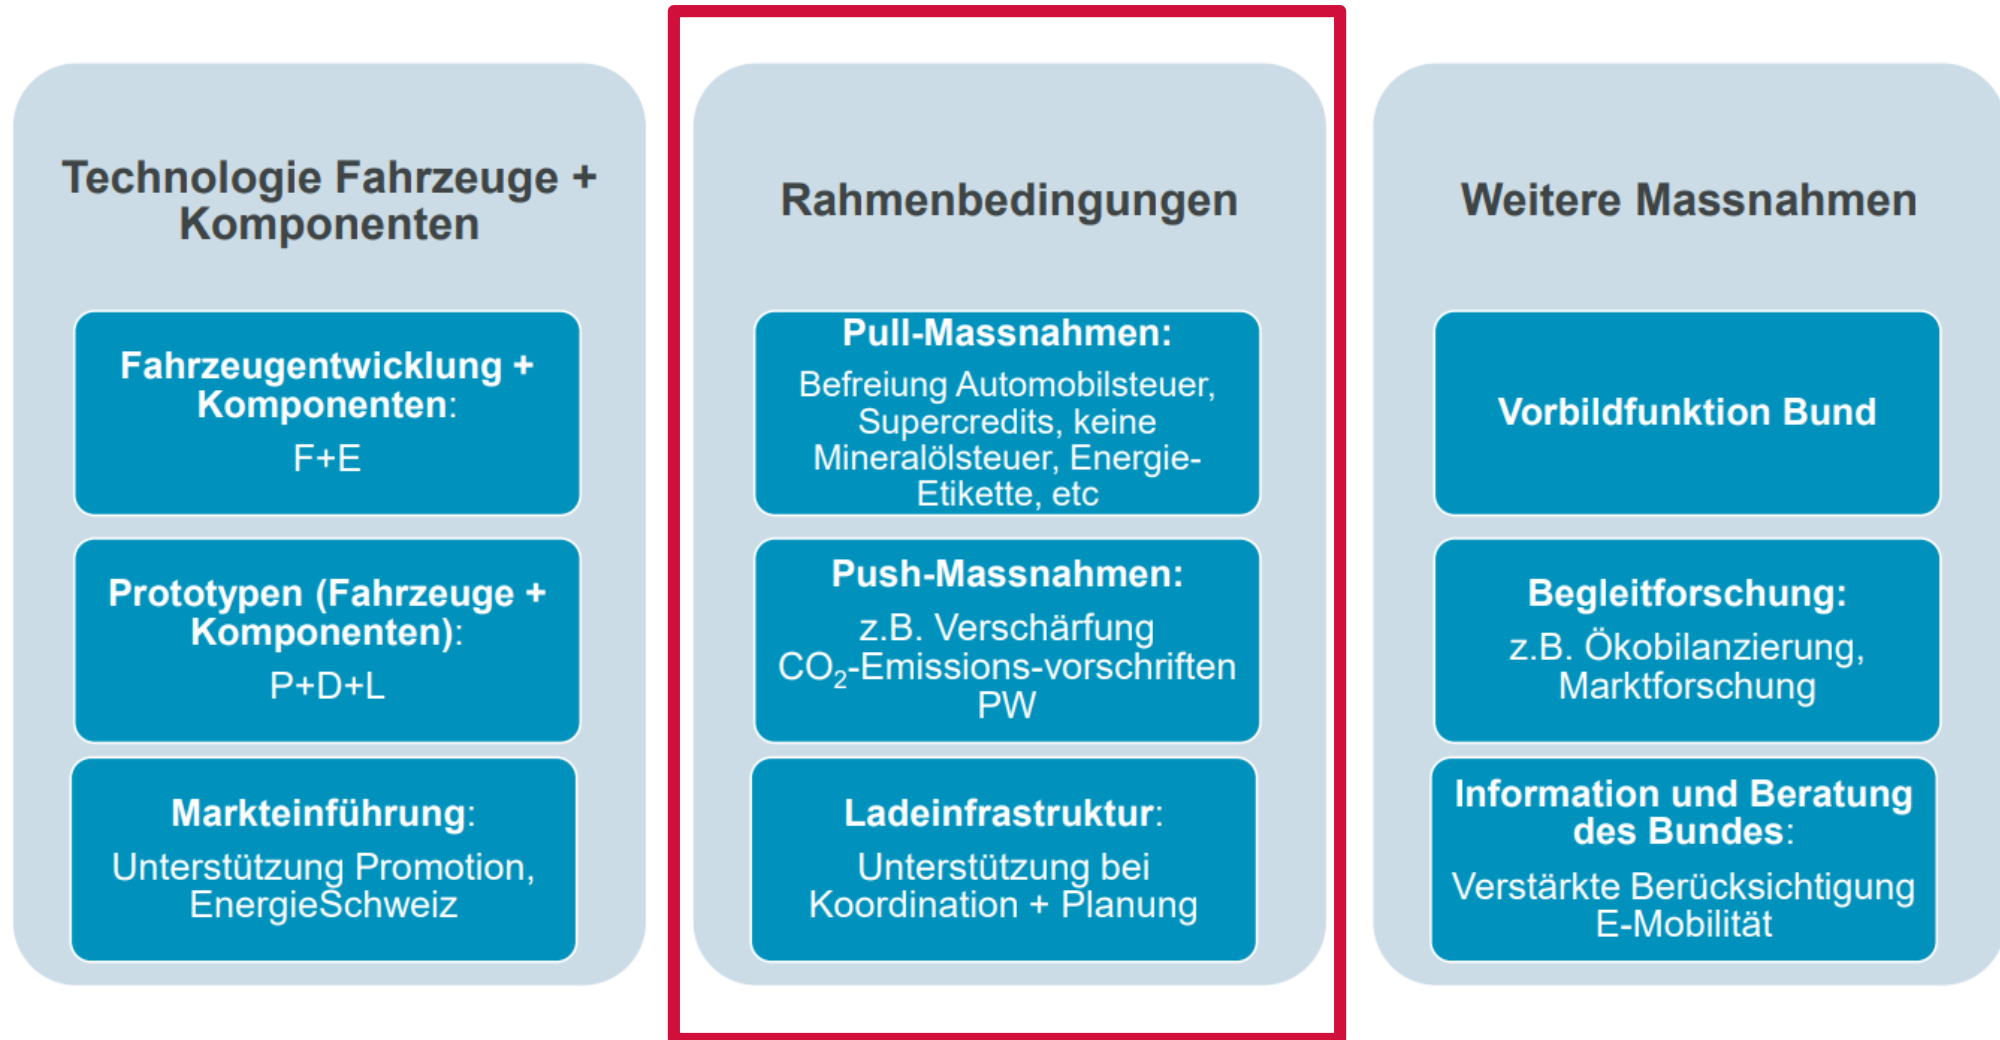 Technologie Fahrzeuge +
Komponenten
Fahrzeugentwicklung +
Komponenten:
F+E
Prototypen (Fahrzeuge +
Komponenten):
P+D+L
Markteinführung:
Unterstützung Promotion,
EnergieSchweiz
Rahmenbedingungen
Pull-Massnahmen:
Befreiung Automobilsteuer,
Supercredits, keine
Mineralölsteuer, Energie-
Etikette, etc
Push-Massnahmen:
z.B. Verschärfung
CO₂-Emissions-vorschriften
PW
Ladeinfrastruktur:
Unterstützung bei
Koordination + Planung
Weitere Massnahmen
Vorbildfunktion Bund
Begleitforschung:
z.B. Ökobilanzierung,
Marktforschung
Information und Beratung
des Bundes:
Verstärkte Berücksichtigung
E-Mobilität